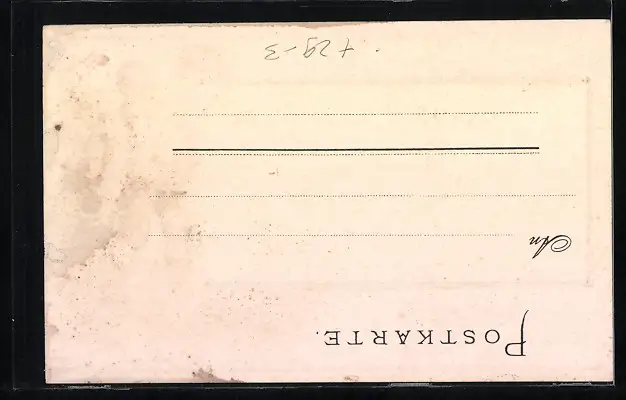 POSTKARTE.
An
+ 29-3